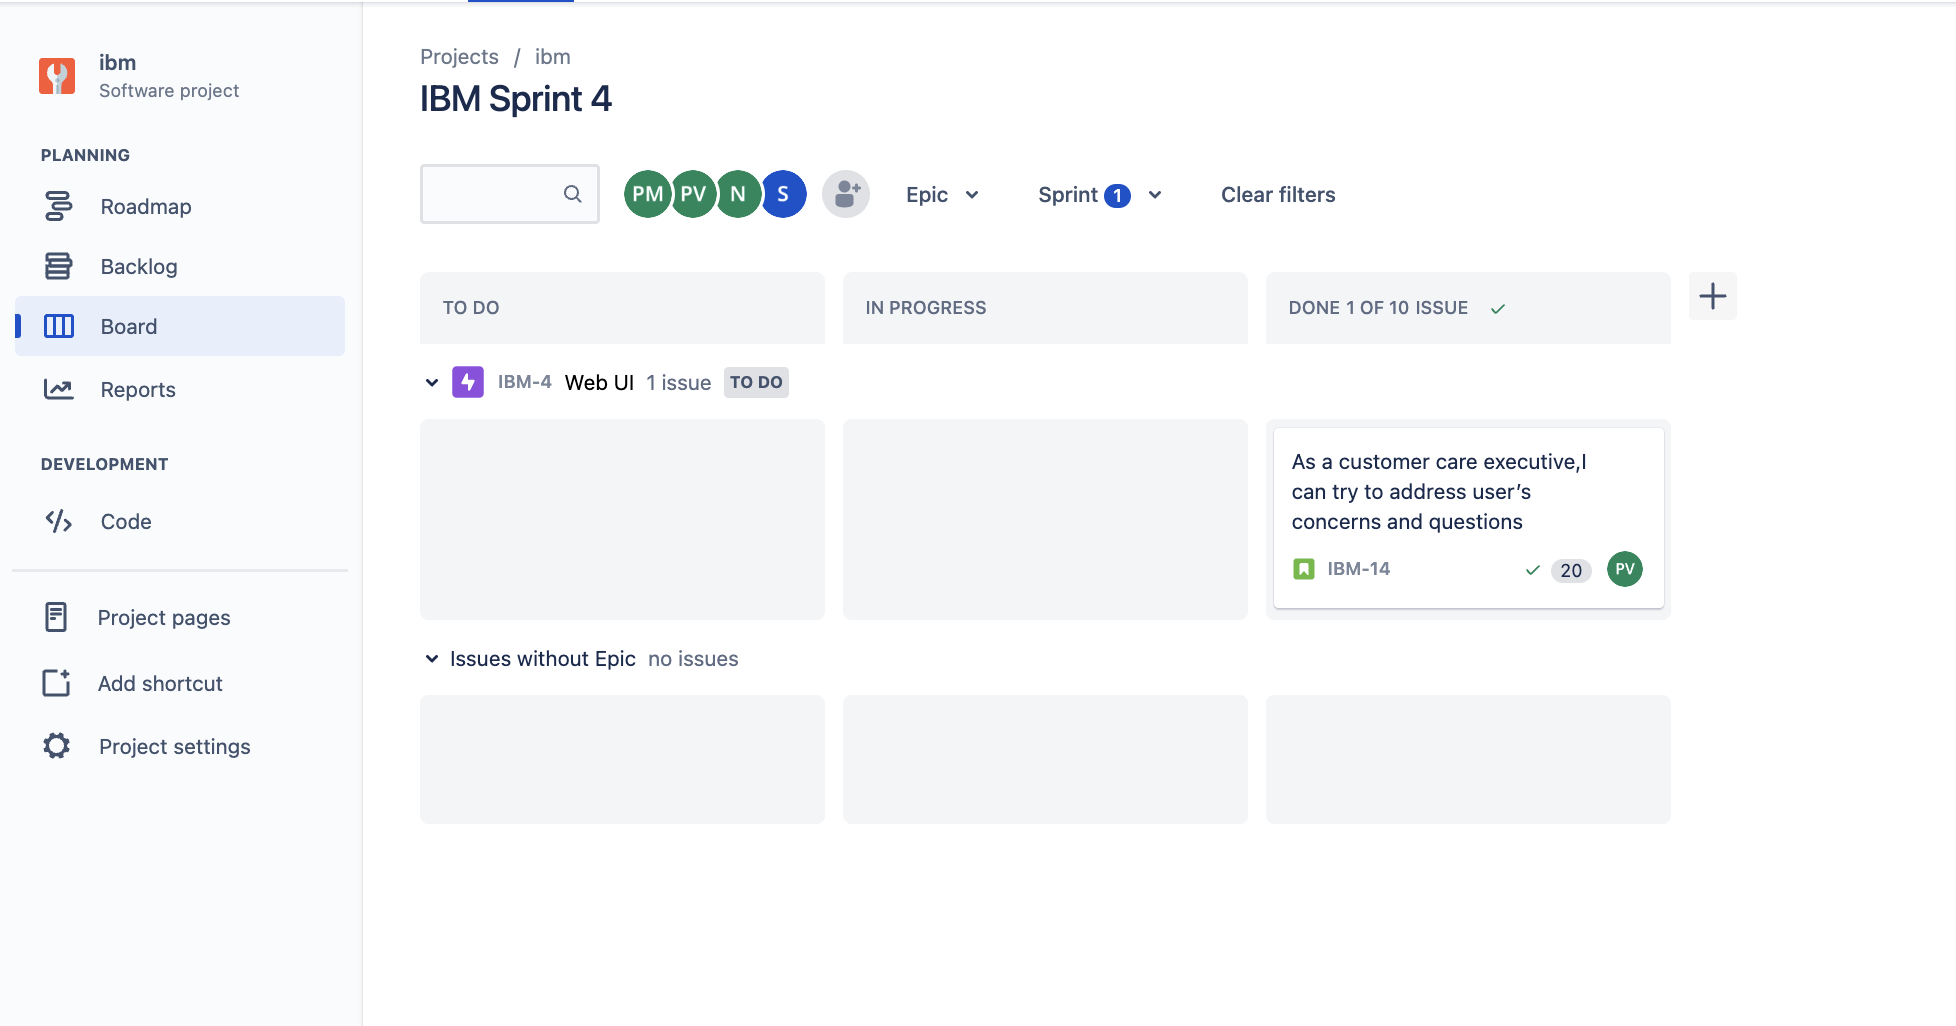 ibm
Software project
PLANNING
Roadmap
Backlog
Board
Reports
DEVELOPMENT
Code
Project pages
Add shortcut
Project settings
Projects / ibm
IBM Sprint 4
PM PV N S Epic Sprint 1 Clear filters
TO DO IN PROGRESS DONE 1 OF 10 ISSUE
IBM-4 Web UI 1 issue TO DO
As a customer care executive,I
can try to address user’s
concerns and questions
IBM-14 20 PV
Issues without Epic no issues